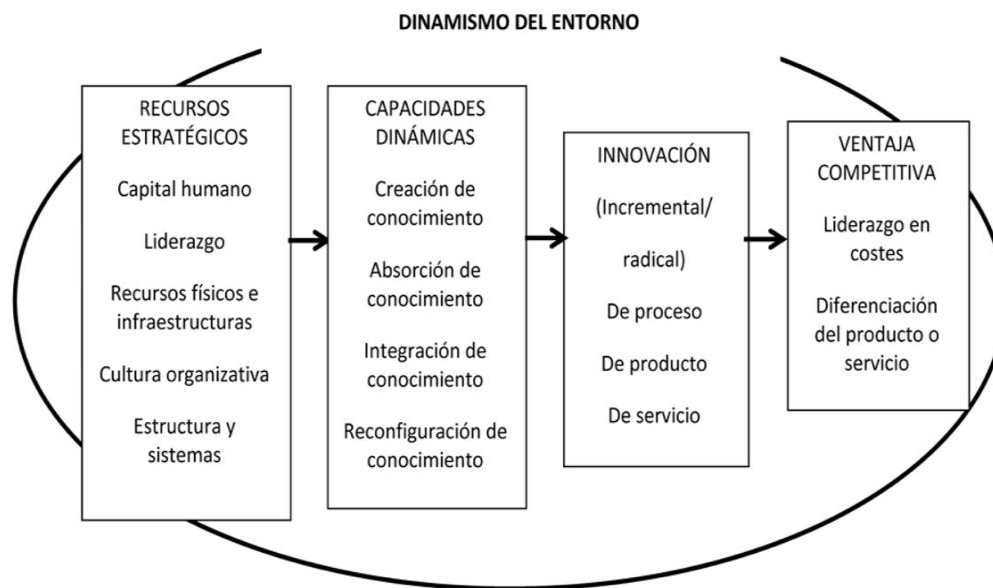 DINAMISMO DEL ENTORNO
RECURSOS
ESTRATÉGICOS
Capital humano
Liderazgo
Recursos físicos e
infraestructuras
Cultura organizativa
Estructura y
sistemas
CAPACIDADES
DINÁMICAS
Creación de
conocimiento
Absorción de
conocimiento
Integración de
conocimiento
Reconfiguración de
conocimiento
INNOVACIÓN
(Incremental/
radical)
De proceso
De producto
De servicio
VENTAJA
COMPETITIVA
Liderazgo en
costes
Diferenciación
del producto o
servicio